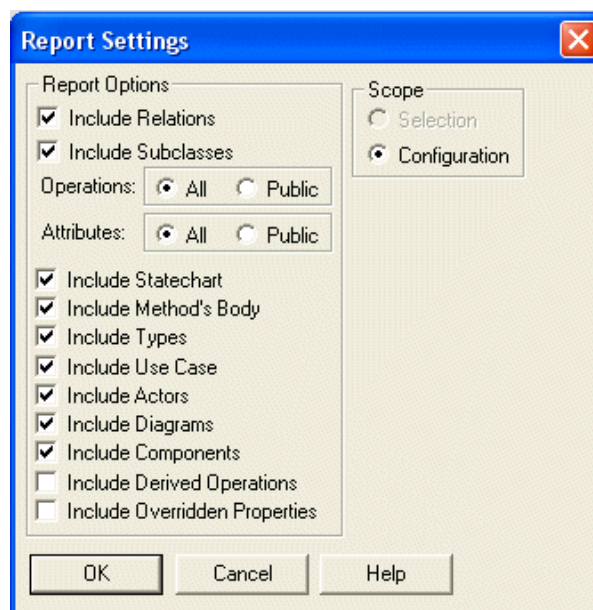 Report Settings
Report Options
Include Relations
Include Subclasses
Operations: All Public
Attributes: All Public
Include Statechart
Include Method's Body
Include Types
Include Use Case
Include Actors
Include Diagrams
Include Components
Include Derived Operations
Include Overridden Properties
Scope
Selection
Configuration
OK Cancel Help